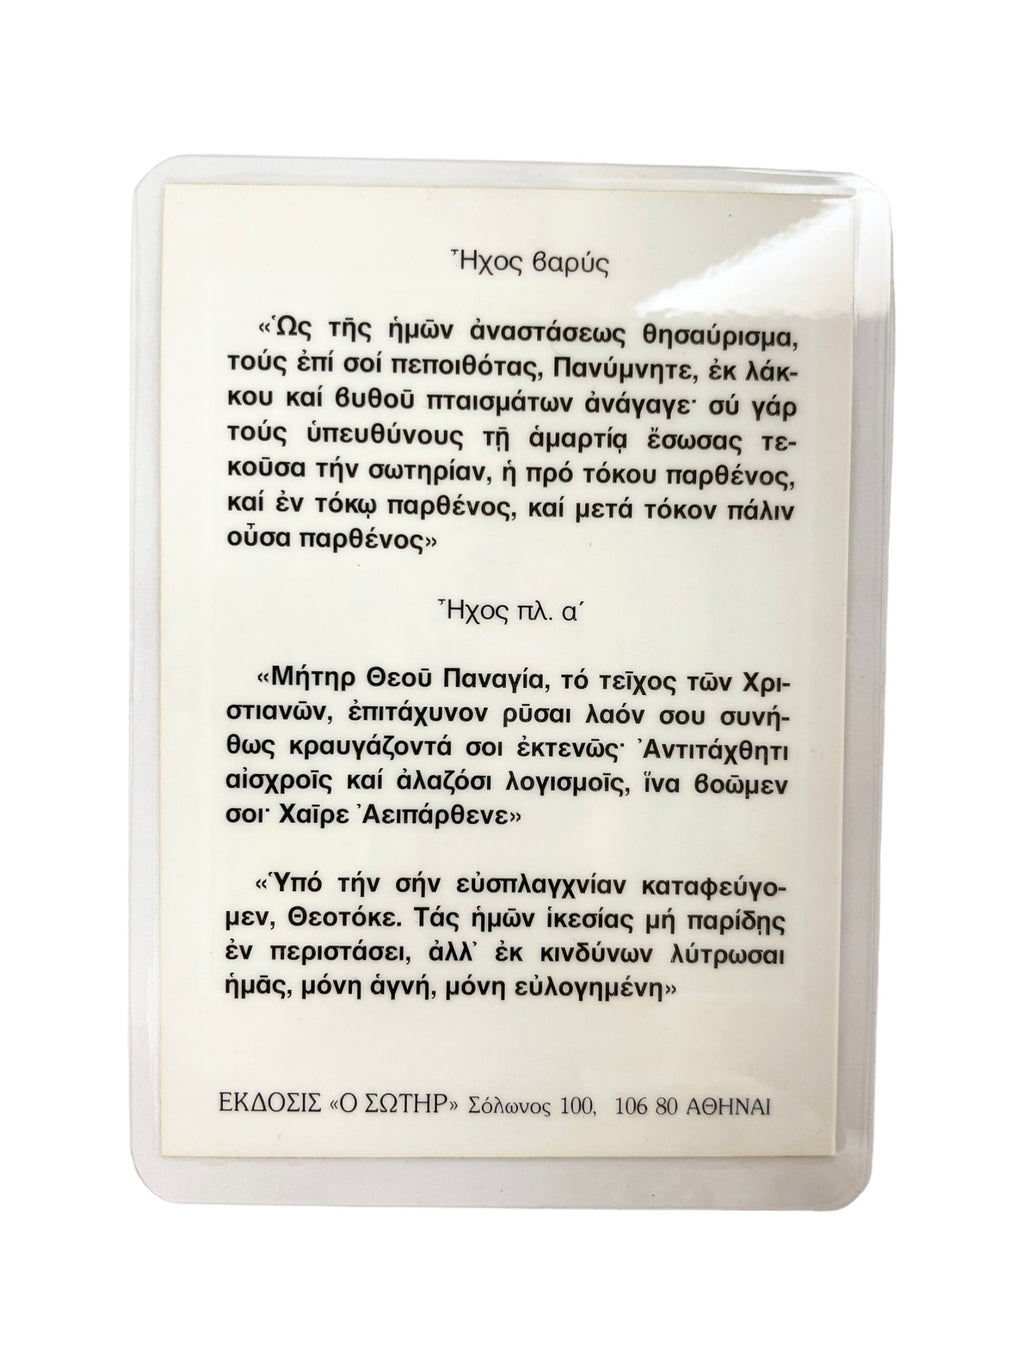 Ἦχος βαρύς
«Ὡς τῆς ἡμῶν ἀναστάσεως θησαύρισμα,
τούς ἐπί σοί πεποιθότας, Πανύμνητε, ἐκ λάκ-
κου καί βυθοῦ πταισμάτων ἀνάγαγε· σύ γάρ
τούς ὑπευθύνους τῇ ἁμαρτίᾳ ἔσωσας τε-
κοῦσα τήν σωτηρίαν, ἡ πρό τόκου παρθένος,
καί ἐν τόκῳ παρθένος, καί μετά τόκον πάλιν
οὖσα παρθένος»
Ἦχος πλ. α΄
«Μήτηρ Θεοῦ Παναγία, τό τεῖχος τῶν Χρι-
στιανῶν, ἐπιτάχυνον ρῦσαι λαόν σου συνή-
θως κραυγάζοντά σοι ἐκτενῶς· Ἀντιτάχθητι
αἰσχροῖς καί ἀλαζόσι λογισμοῖς, ἵνα βοῶμεν
σοι· Χαῖρε Ἀειπάρθενε»
«Ὑπό τήν σήν εὐσπλαγχνίαν καταφεύγο-
μεν, Θεοτόκε. Τάς ἡμῶν ἱκεσίας μή παρίδῃς
ἐν περιστάσει, ἀλλ' ἐκ κινδύνων λύτρωσαι
ἡμᾶς, μόνη ἁγνή, μόνη εὐλογημένη»
ΕΚΔΟΣΙΣ «Ο ΣΩΤΗΡ» Σόλωνος 100, 106 80 ΑΘΗΝΑΙ